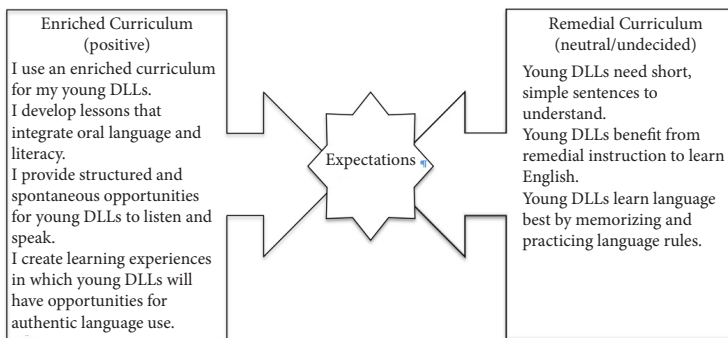 Enriched Curriculum
(positive)
I use an enriched curriculum
for my young DLLs.
I develop lessons that
integrate oral language and
literacy.
I provide structured and
spontaneous opportunities
for young DLLs to listen and
speak.
I create learning experiences
in which young DLLs will
have opportunities for
authentic language use.
Expectations ¶
Remedial Curriculum
(neutral/undecided)
Young DLLs need short,
simple sentences to
understand.
Young DLLs benefit from
remedial instruction to learn
English.
Young DLLs learn language
best by memorizing and
practicing language rules.